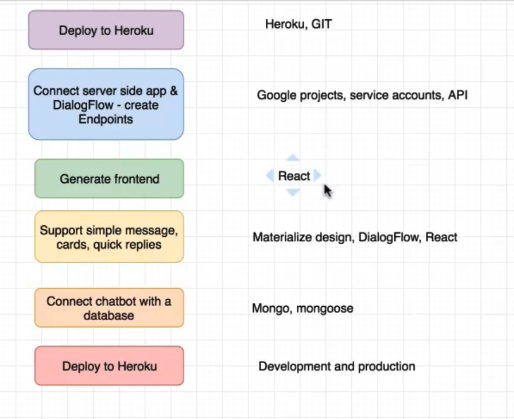 Deploy to Heroku
Heroku, GIT
Connect server side app &
DialogFlow - create
Endpoints
Google projects, service accounts, API
Generate frontend
React
Support simple message,
cards, quick replies
Materialize design, DialogFlow, React
Connect chatbot with a
database
Mongo, mongoose
Deploy to Heroku
Development and production